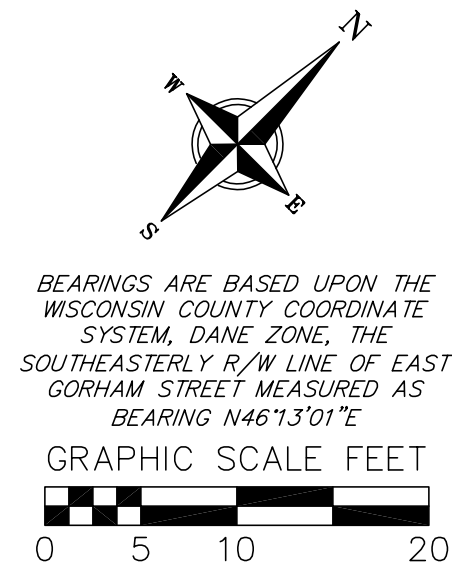 N
W
E
S
BEARINGS ARE BASED UPON THE
WISCONSIN COUNTY COORDINATE
SYSTEM, DANE ZONE, THE
SOUTHEASTERLY R/W LINE OF EAST
GORHAM STREET MEASURED AS
BEARING N46°13'01"E
GRAPHIC SCALE FEET
0 5 10 20